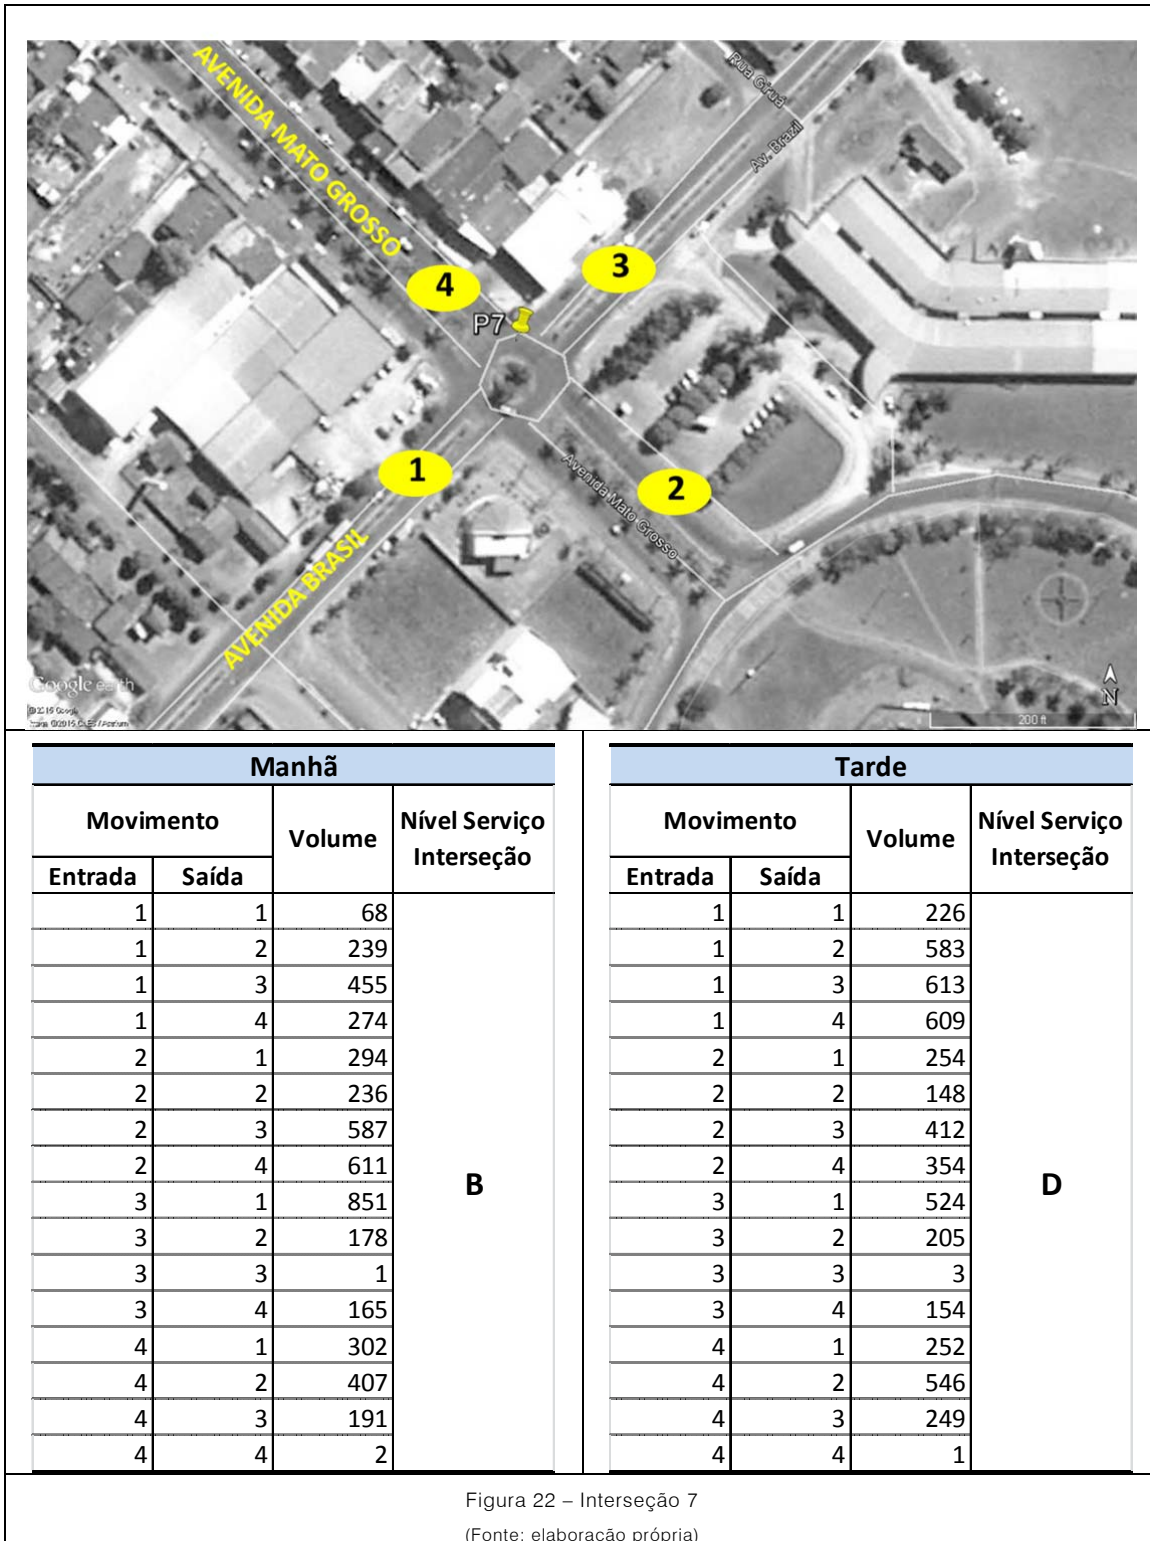 AVENIDA MATO GROSSO
Rua Giruá
Av. Brazil
3
4
P7
1
2
Avenida Mato Grosso
AVENIDA BRASIL
Google earth
N
200 ft
Manhã
Movimento Volume Nível Serviço Interseção
Entrada Saída
1 1 68
1 2 239
1 3 455
1 4 274
2 1 294
2 2 236
2 3 587
2 4 611
B
3 1 851
3 2 178
3 3 1
3 4 165
4 1 302
4 2 407
4 3 191
4 4 2
Tarde
Movimento Volume Nível Serviço Interseção
Entrada Saída
1 1 226
1 2 583
1 3 613
1 4 609
2 1 254
2 2 148
2 3 412
2 4 354
D
3 1 524
3 2 205
3 3 3
3 4 154
4 1 252
4 2 546
4 3 249
4 4 1
Figura 22 – Interseção 7
(Fonte: elaboração própria)